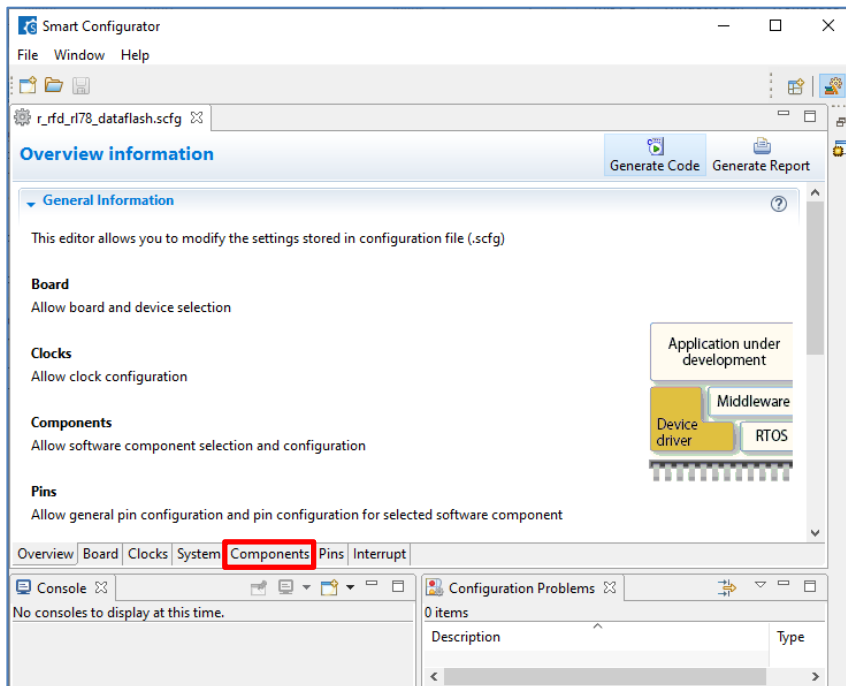 Smart Configurator
File Window Help
r_rfd_rl78_dataflash.scfg
Overview information
Generate Code Generate Report
General Information
This editor allows you to modify the settings stored in configuration file (.scfg)
Board
Allow board and device selection
Clocks
Allow clock configuration
Components
Allow software component selection and configuration
Pins
Allow general pin configuration and pin configuration for selected software component
Application under
development
Middleware
Device
driver
RTOS
Overview Board Clocks System Components Pins Interrupt
Console
No consoles to display at this time.
Configuration Problems
0 items
Description Type